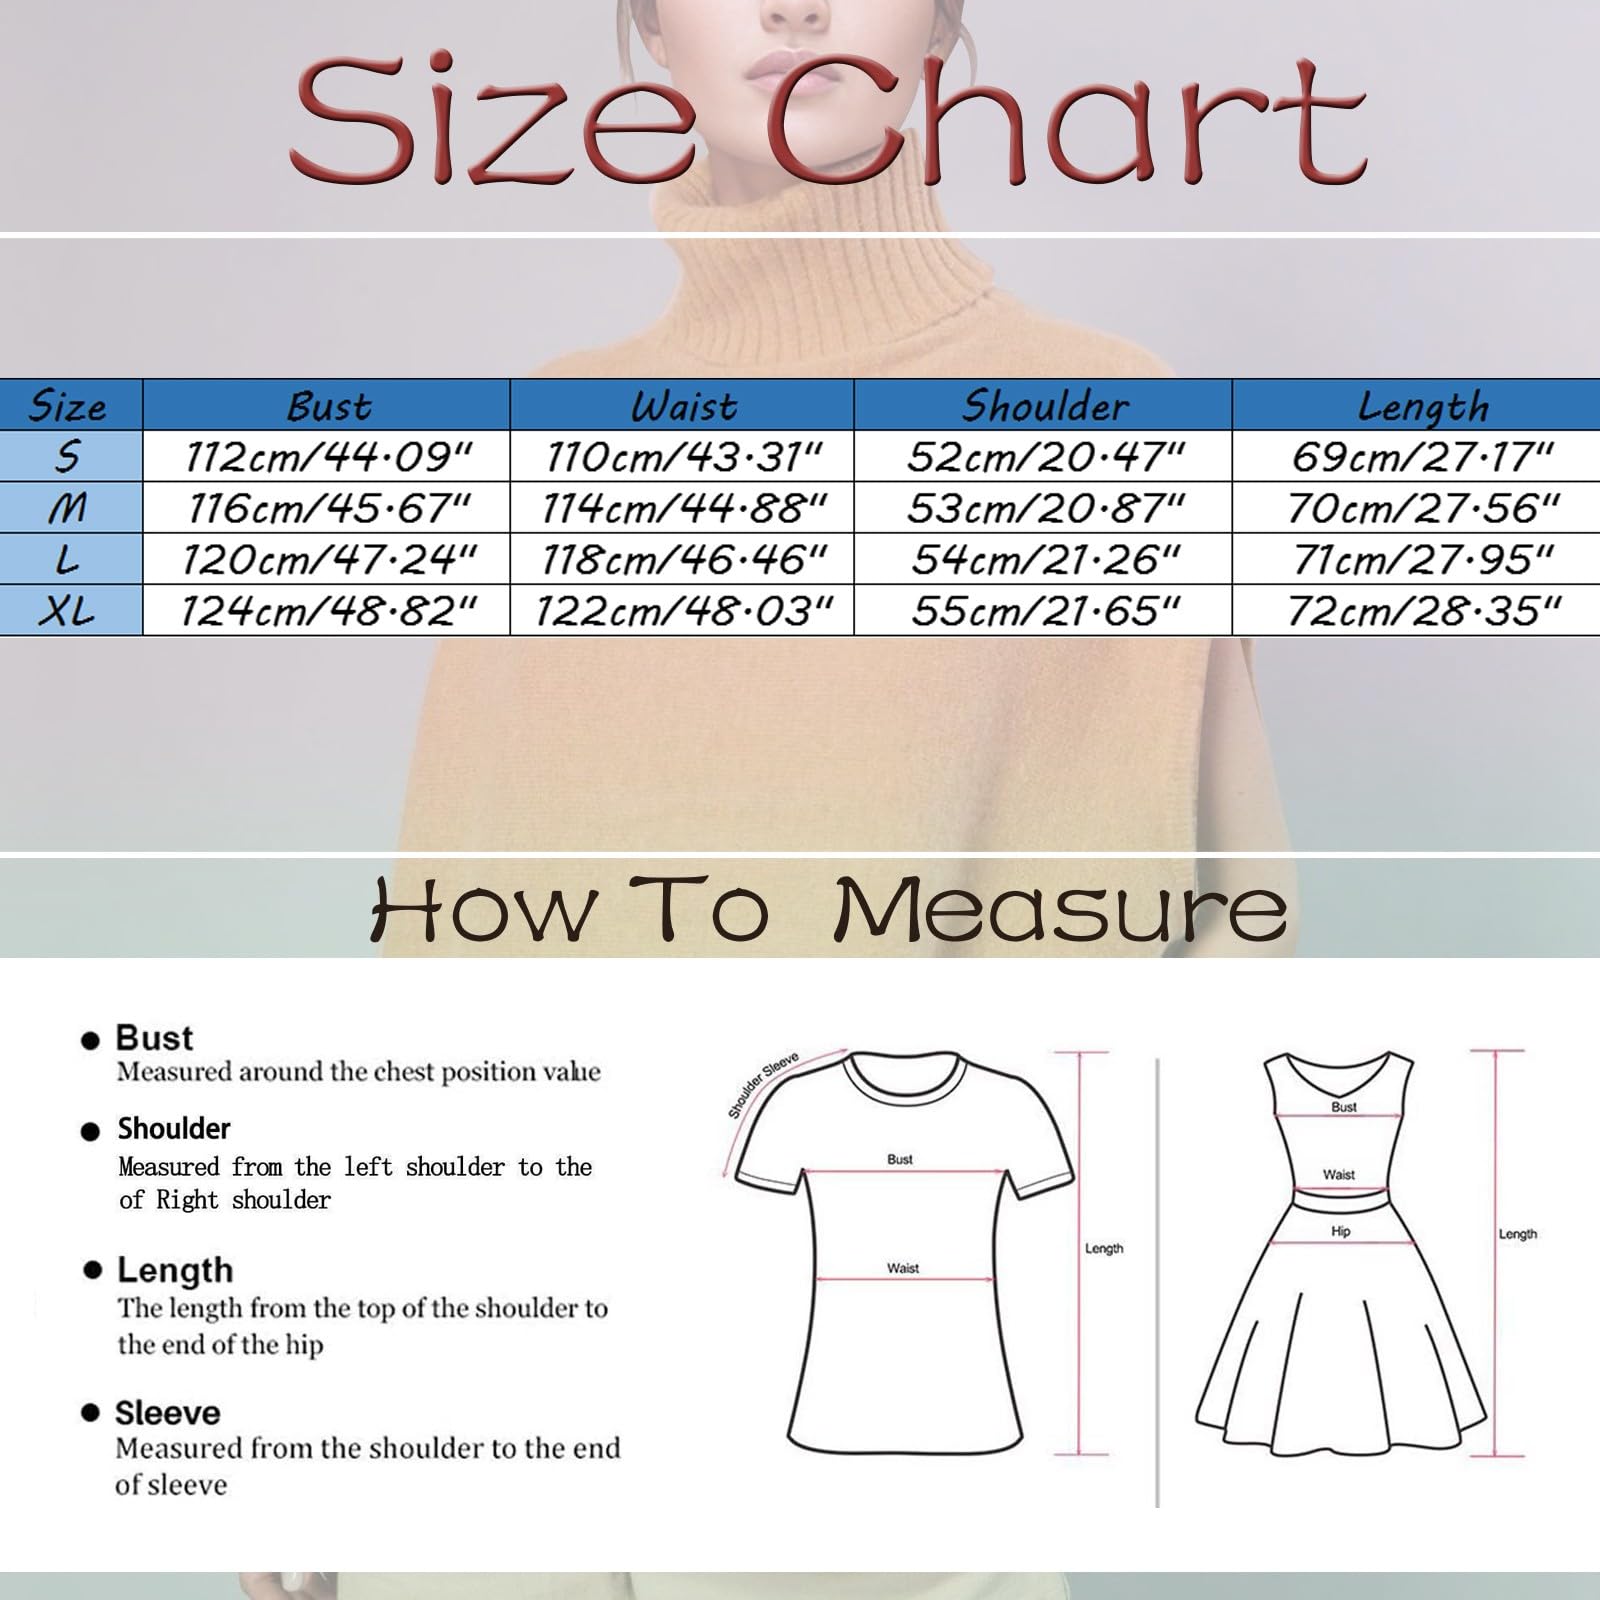 Size Chart
Size Bust Waist Shoulder Length
S 112cm/44.09" 110cm/43.31" 52cm/20.47" 69cm/27.17"
M 116cm/45.67" 114cm/44.88" 53cm/20.87" 70cm/27.56"
L 120cm/47.24" 118cm/46.46" 54cm/21.26" 71cm/27.95"
XL 124cm/48.82" 122cm/48.03" 55cm/21.65" 72cm/28.35"
How To Measure
● Bust
Measured around the chest position value
● Shoulder
Measured from the left shoulder to the
of Right shoulder
● Length
The length from the top of the shoulder to
the end of the hip
● Sleeve
Measured from the shoulder to the end
of sleeve
Shoulder Sleeve
Bust
Waist
Length
Bust
Waist
Hip
Length